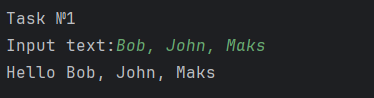 Task №1
Input text:Bob, John, Maks
Hello Bob, John, Maks